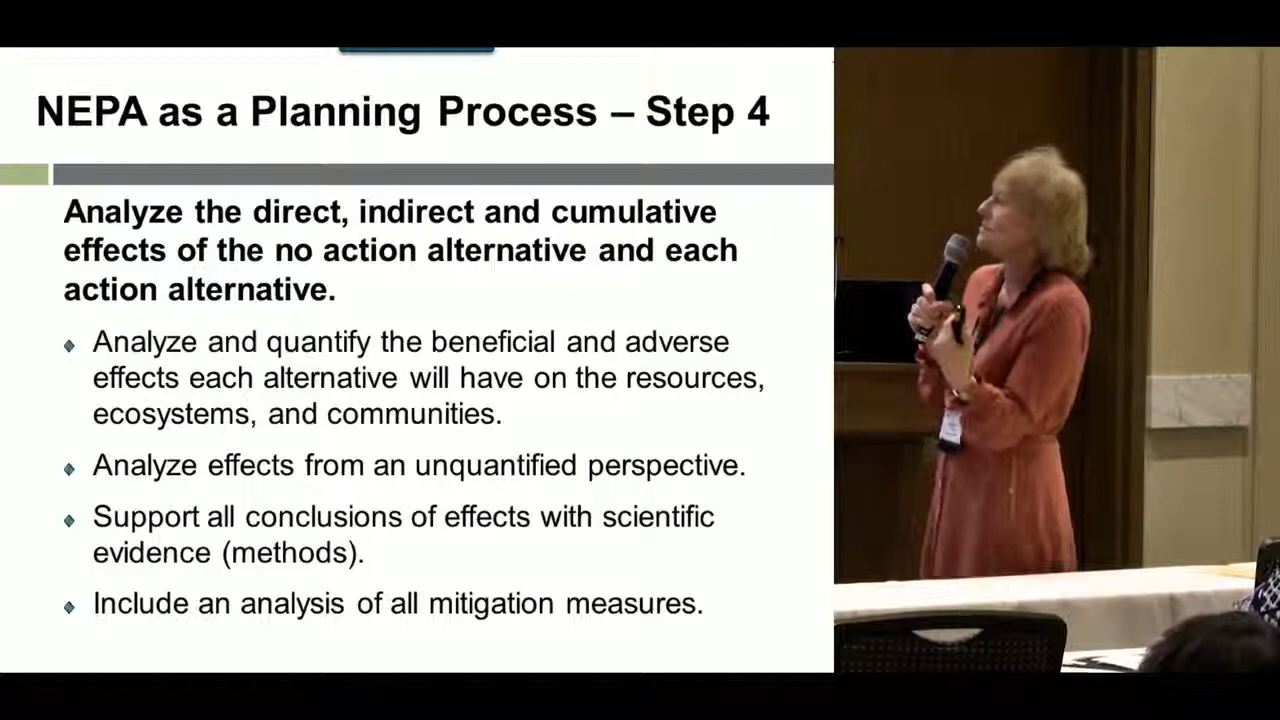 NEPA as a Planning Process – Step 4
Analyze the direct, indirect and cumulative
effects of the no action alternative and each
action alternative.
Analyze and quantify the beneficial and adverse
effects each alternative will have on the resources,
ecosystems, and communities.
Analyze effects from an unquantified perspective.
Support all conclusions of effects with scientific
evidence (methods).
Include an analysis of all mitigation measures.